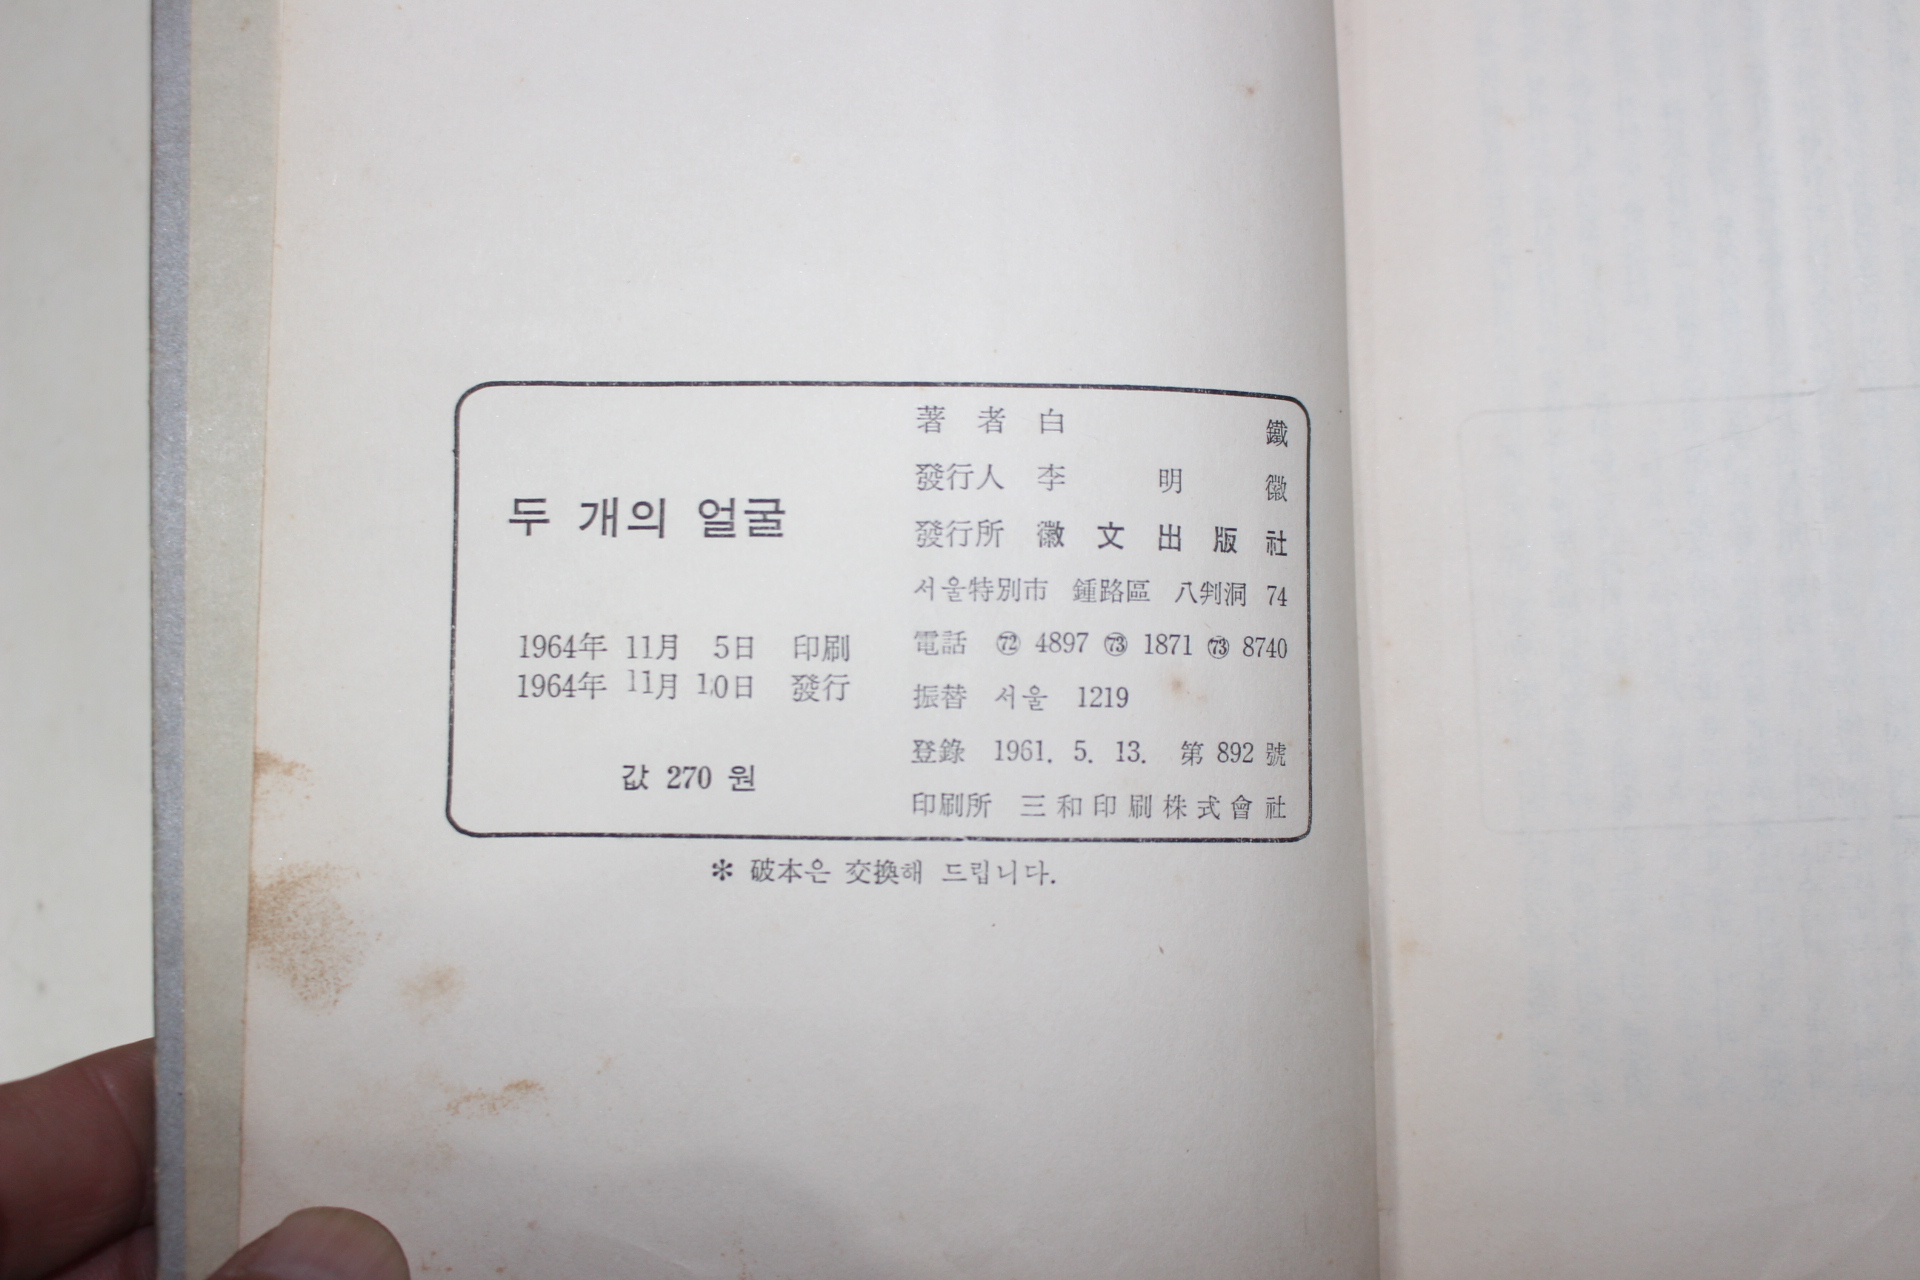 두 개의 얼굴
1964年 11月 5日 印刷
1964年 11月 10日 發行
값 270 원
著者 白 鐵
發行人 李 明 徽
發行所 徽文出版社
서울特別市 鍾路區 八判洞 74
電話 ㉒ 4897 ㉓ 1871 ㉓ 8740
振替 서울 1219
登錄 1961. 5. 13. 第 892 號
印刷所 三和印刷株式會社
✻ 破本은 交換해 드립니다.